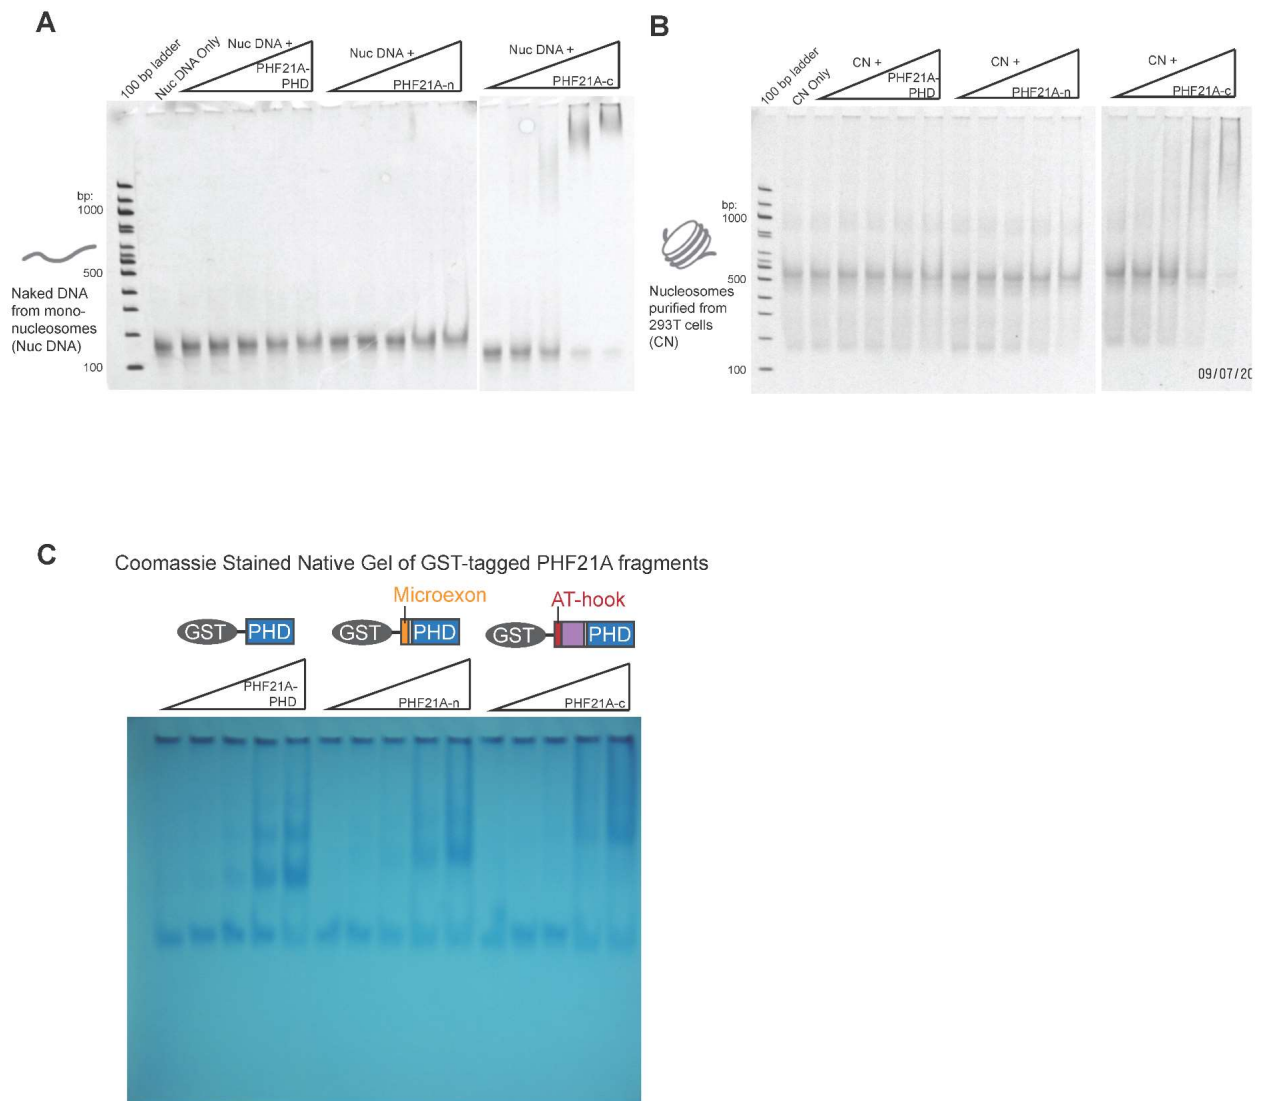 A
100 bp ladder
Nuc DNA Only
Nuc DNA +
PHF21A-
PHD
Nuc DNA +
PHF21A-n
Nuc DNA +
PHF21A-c
bp:
1000
500
100
Naked DNA
from mono-
nucleosomes
(Nuc DNA)
B
100 bp ladder
CN Only
CN +
PHF21A-
PHD
CN +
PHF21A-n
CN +
PHF21A-c
bp:
1000
500
100
Nucleosomes
purified from
293T cells
(CN)
09/07/20
C
Coomassie Stained Native Gel of GST-tagged PHF21A fragments
Microexon
AT-hook
GST PHD
GST PHD
GST PHD
PHF21A-
PHD
PHF21A-n
PHF21A-c